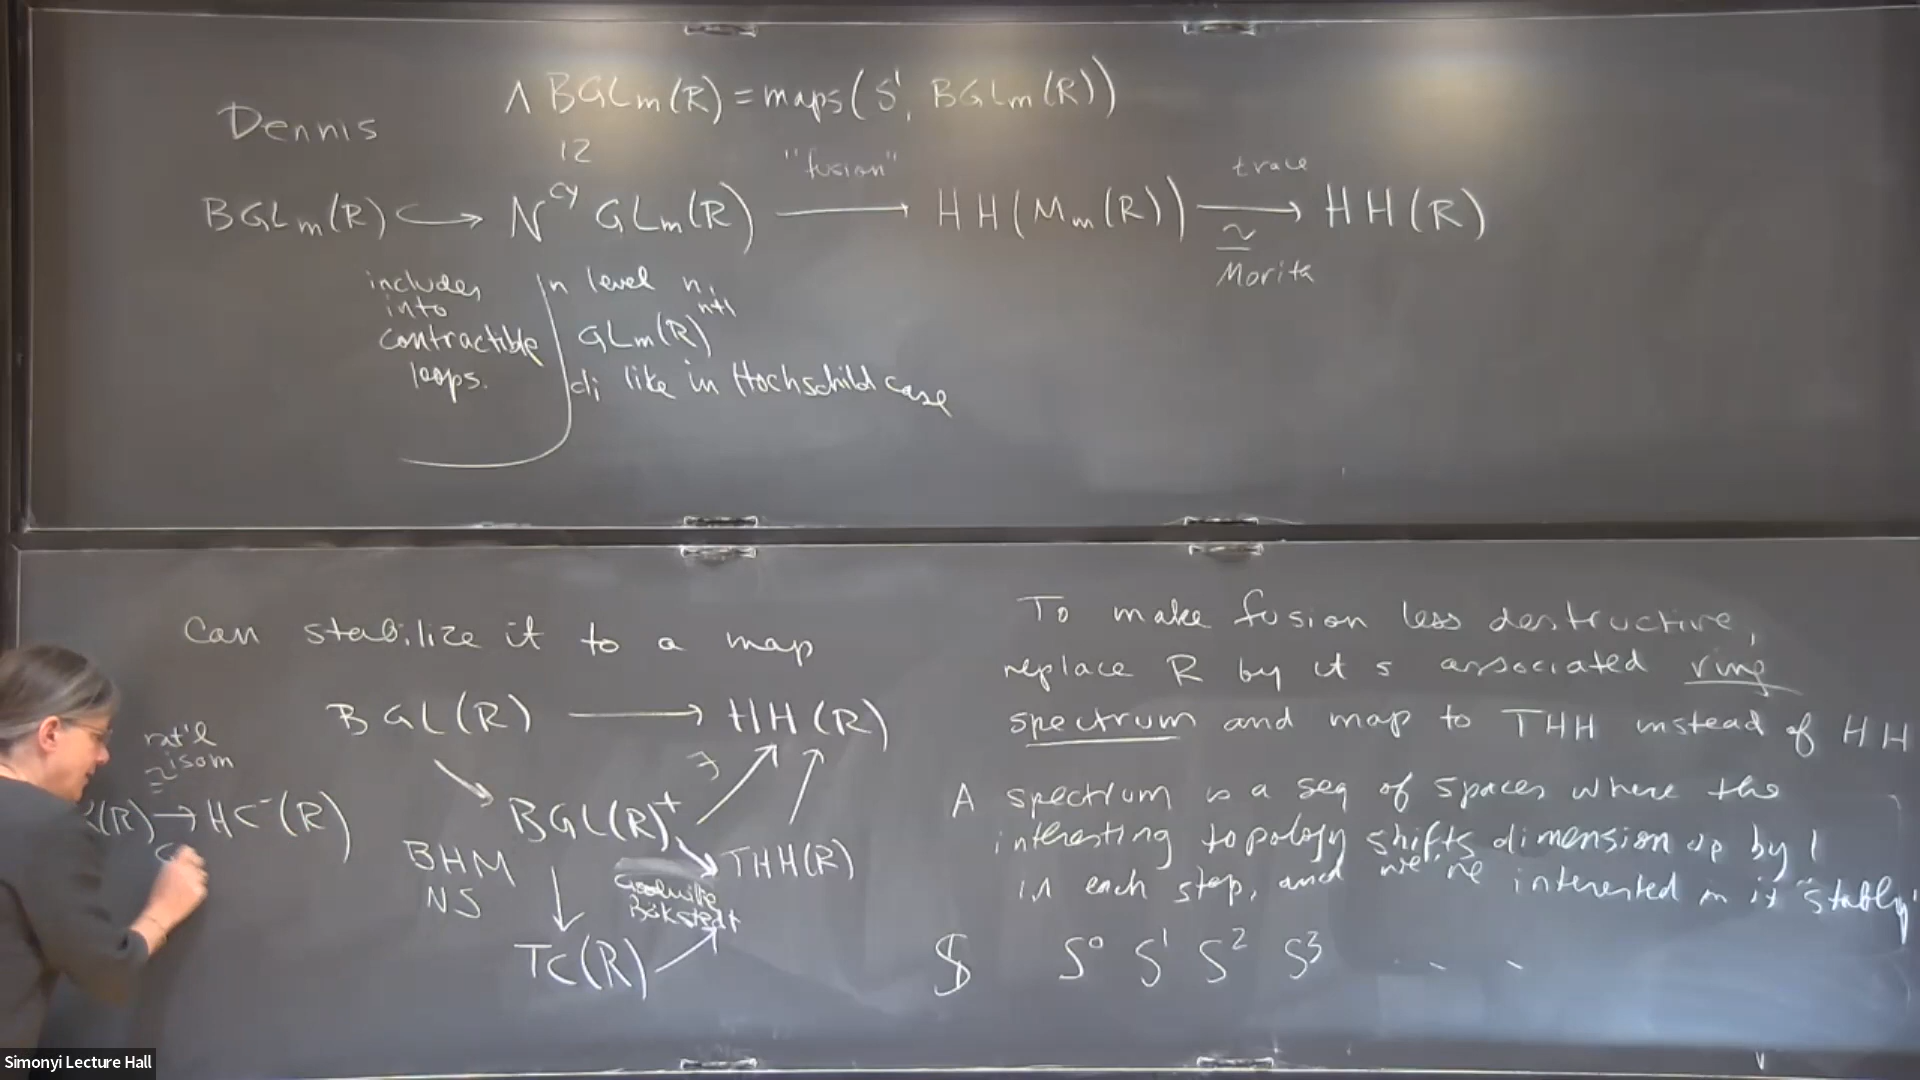 Λ BGLm(R) = maps(S¹, BGLm(R))
Dennis
12
"fusion"
trace
BGLm(R) ↪ N^cy GLm(R) → HH(Mm(R)) → HH(R)
≃
Morita
includes into contractible loops.
In level n,
GLm(R)^n+1
di like in Hochschild case
Can stabilize it to a map
BGL(R) → HH(R)
∃
BGL(R)⁺
THH(R)
BHM
NS
Goodwillie
Bökstedt
TC(R)
rat'l
isom
≅
K(R) → HC⁻(R)
To make fusion less destructive,
replace R by it s associated ring
spectrum and map to THH instead of HH
A spectrum is a seq of spaces where the
interesting topology shifts dimension up by 1
in each step, and we're interested in it "stably"
$ S⁰ S¹ S² S³ . . .
Simonyi Lecture Hall